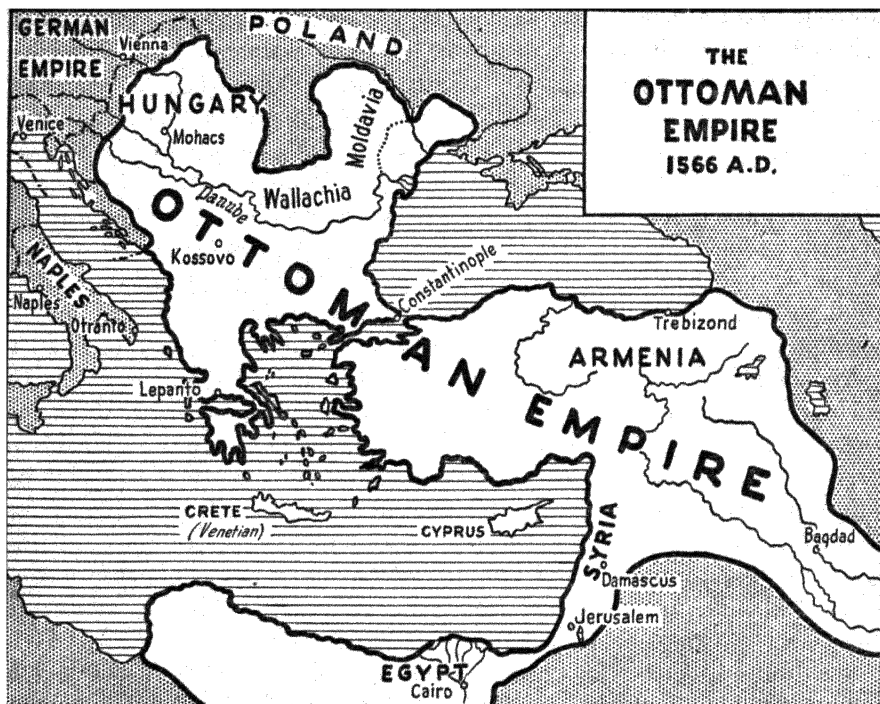 THE
OTTOMAN
EMPIRE
1566 A.D.
GERMAN
EMPIRE
POLAND
Vienna
HUNGARY
Venice
Mohacs
Moldavia
Wallachia
Danube
Kossovo
OTTOMAN EMPIRE
NAPLES
Naples
Otranto
Constantinople
Trebizond
ARMENIA
Lepanto
CRETE
(Venetian)
CYPRUS
SYRIA
Bagdad
Damascus
Jerusalem
EGYPT
Cairo